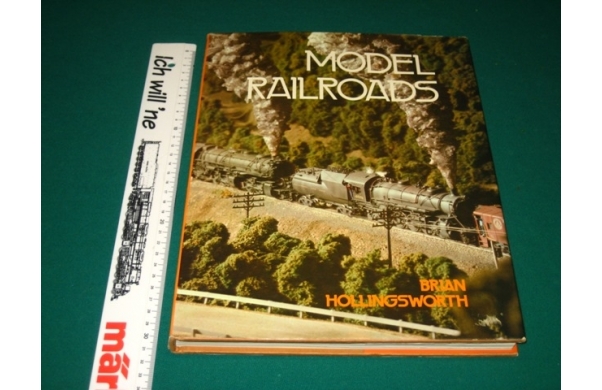 Ich will 'ne
mär
MODEL
RAILROADS
BRIAN
HOLLINGSWORTH